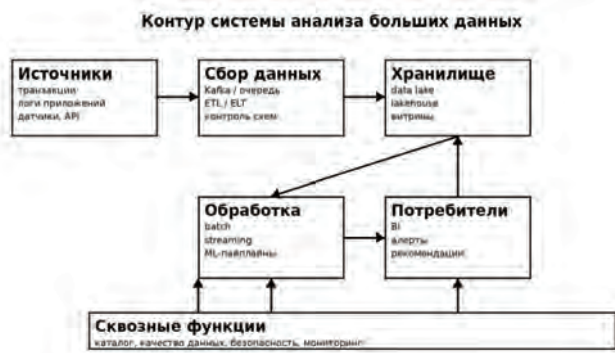 Контур системы анализа больших данных
Источники
транзакции
логи приложений
датчики, API
Сбор данных
Kafka / очередь
ETL / ELT
контроль схем
Хранилище
data lake
lakehouse
витрины
Обработка
batch
streaming
ML-пайплайны
Потребители
BI
алерты
рекомендации
Сквозные функции
каталог, качество данных, безопасность, мониторинг